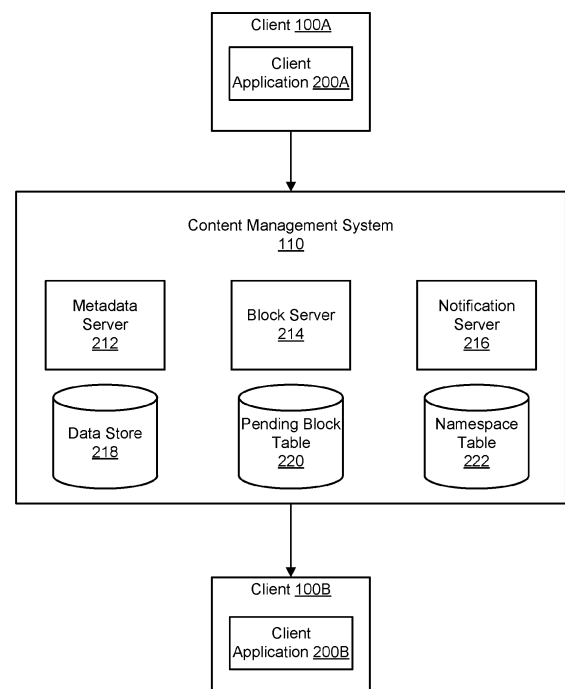 Client 100A
Client
Application 200A
Content Management System
110
Metadata
Server
212
Block Server
214
Notification
Server
216
Data Store
218
Pending Block
Table
220
Namespace
Table
222
Client 100B
Client
Application 200B